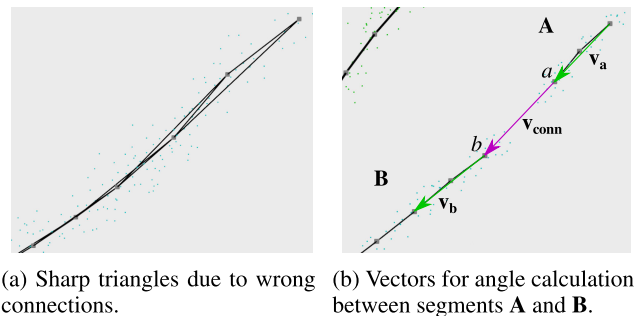 A
a
v_a
v_conn
b
B
v_b
(a) Sharp triangles due to wrong
connections.
(b) Vectors for angle calculation
between segments A and B.